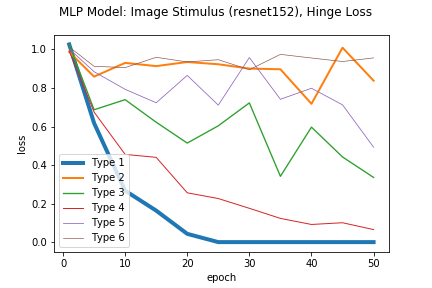 MLP Model: Image Stimulus (resnet152), Hinge Loss
1.0
0.8
0.6
0.4
0.2
0.0
loss
Type 1
Type 2
Type 3
Type 4
Type 5
Type 6
0
10
20
30
40
50
epoch